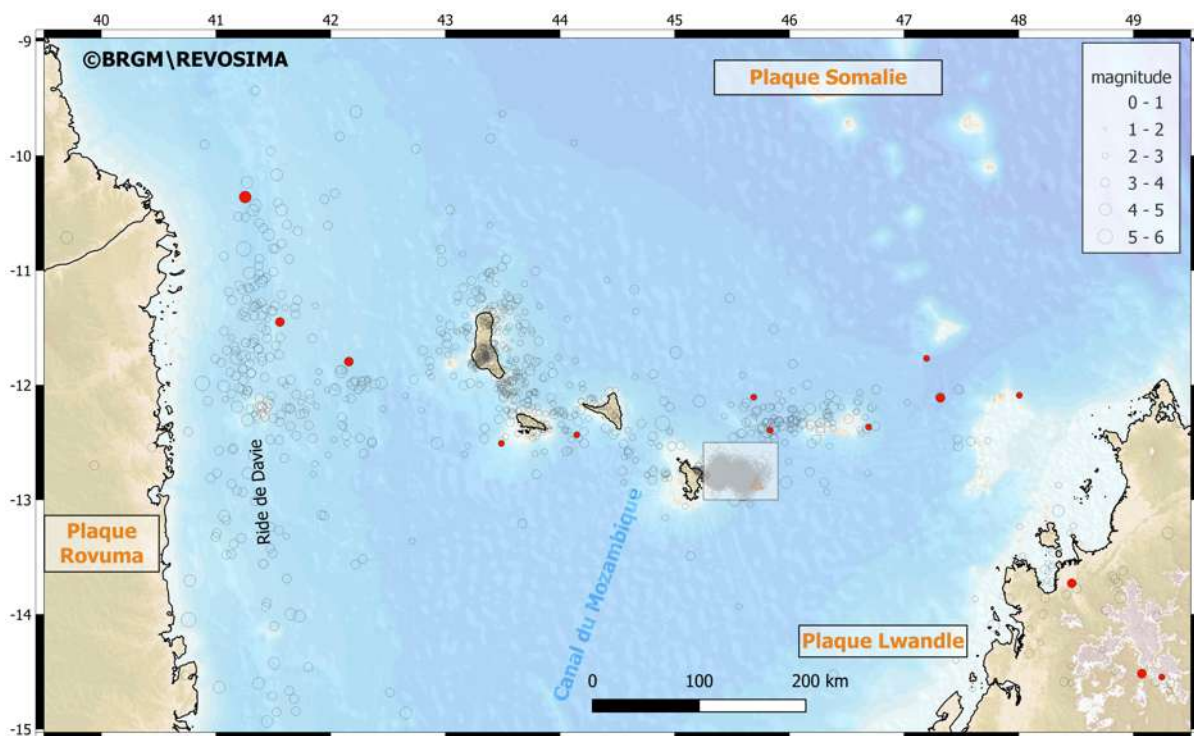 40 41 42 43 44 45 46 47 48 49
-9
©BRGM\REVOSIMA
Plaque Somalie
magnitude
0 - 1
1 - 2
2 - 3
3 - 4
4 - 5
5 - 6
-10
-11
-12
-13
Ride de Davie
Plaque
Rovuma
Canal du Mozambique
-14
Plaque Lwandle
0 100 200 km
-15